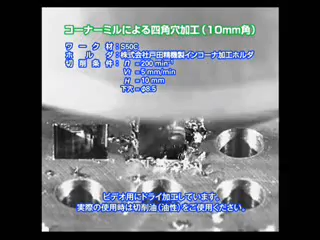 コーナーミルによる四角穴加工(10mm角)
ワーク材:S50C
ホルダ:株式会社戸田精機製インコーナ加工ホルダ
切削条件:n=200 min⁻¹
Vf=5 mm/min
H=10 mm
下穴=φ8.5
ビデオ用にドライ加工しています。
実際の使用時は切削油(油性)をご使用ください。